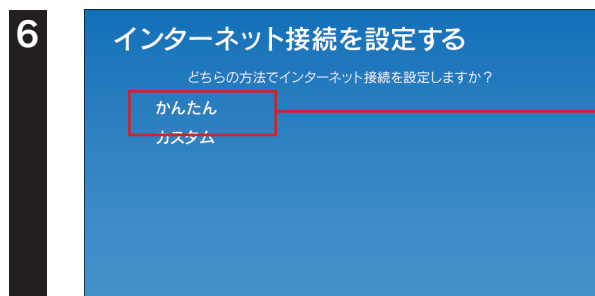 6
インターネット接続を設定する
どちらの方法でインターネット接続を設定しますか？
かんたん
カスタム